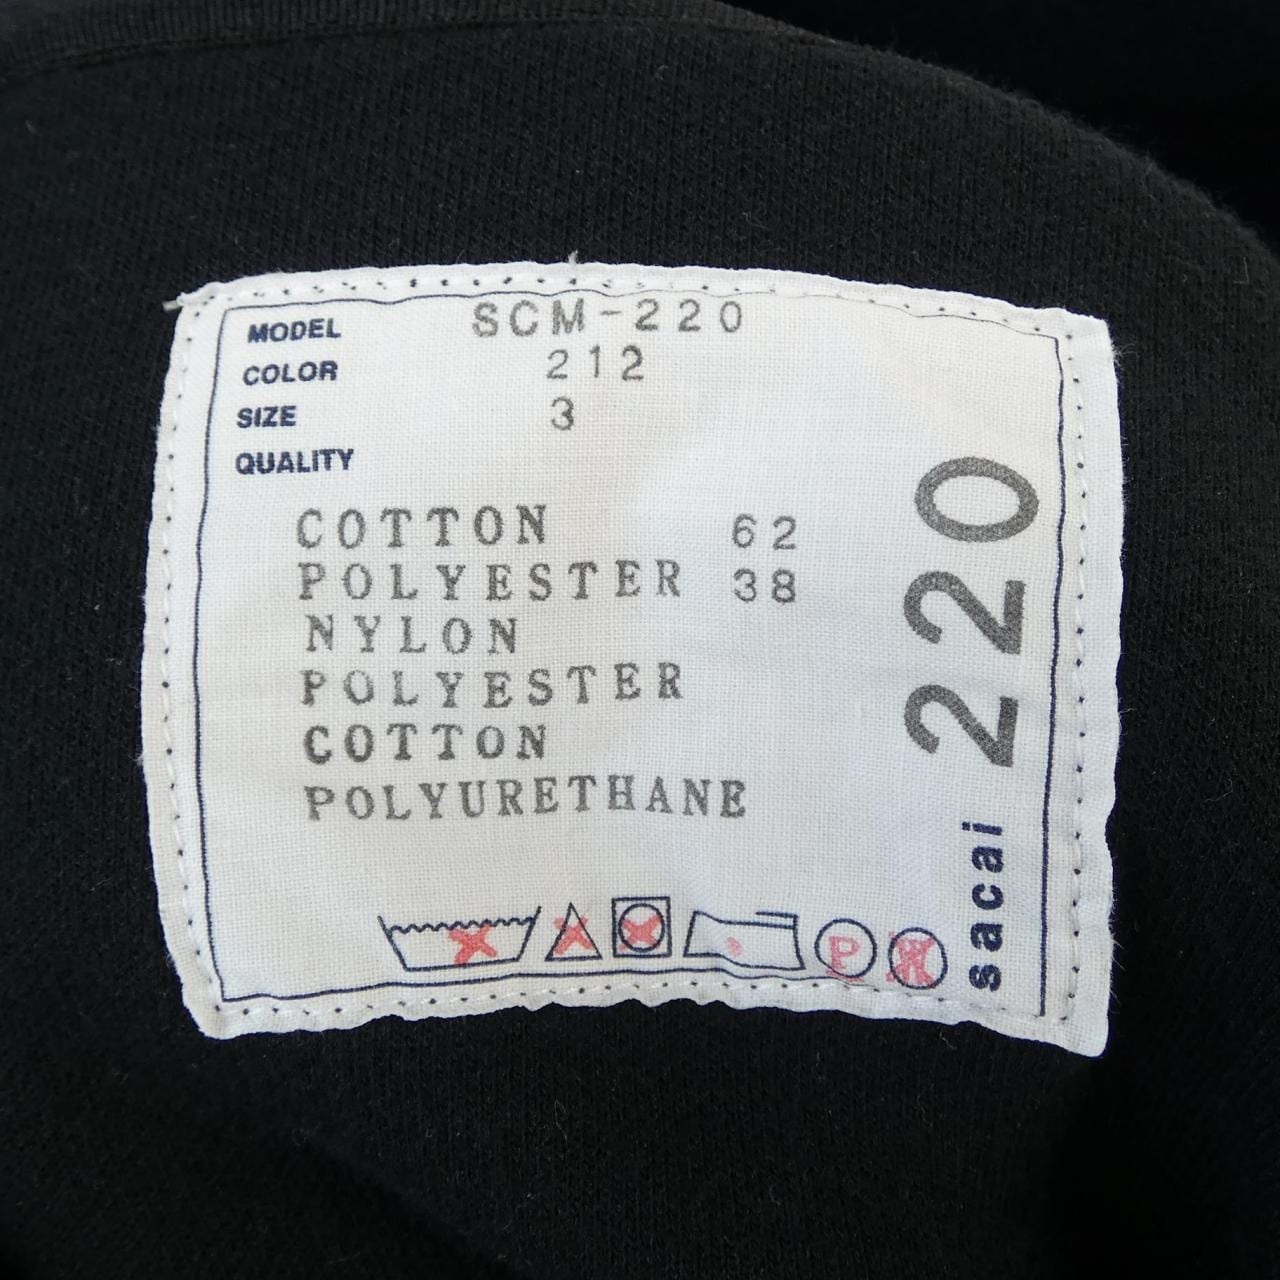 MODEL SCM-220
COLOR 212
SIZE 3
QUALITY
COTTON 62
POLYESTER 38
NYLON
POLYESTER
COTTON
POLYURETHANE
P
W
sacai 220